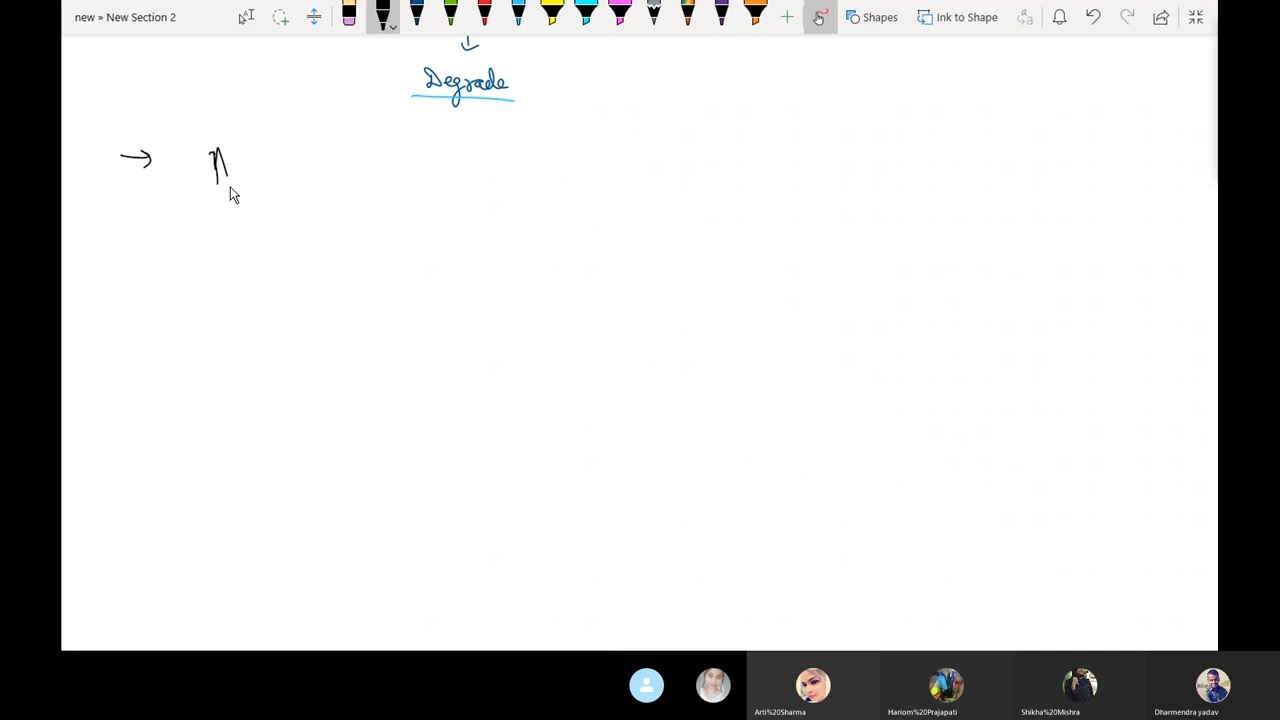 new » New Section 2
Shapes
Ink to Shape
Degrade
→
Arti%20Sharma
Hariom%20Prajapati
Shikha%20Mishra
Dharmendra yadav